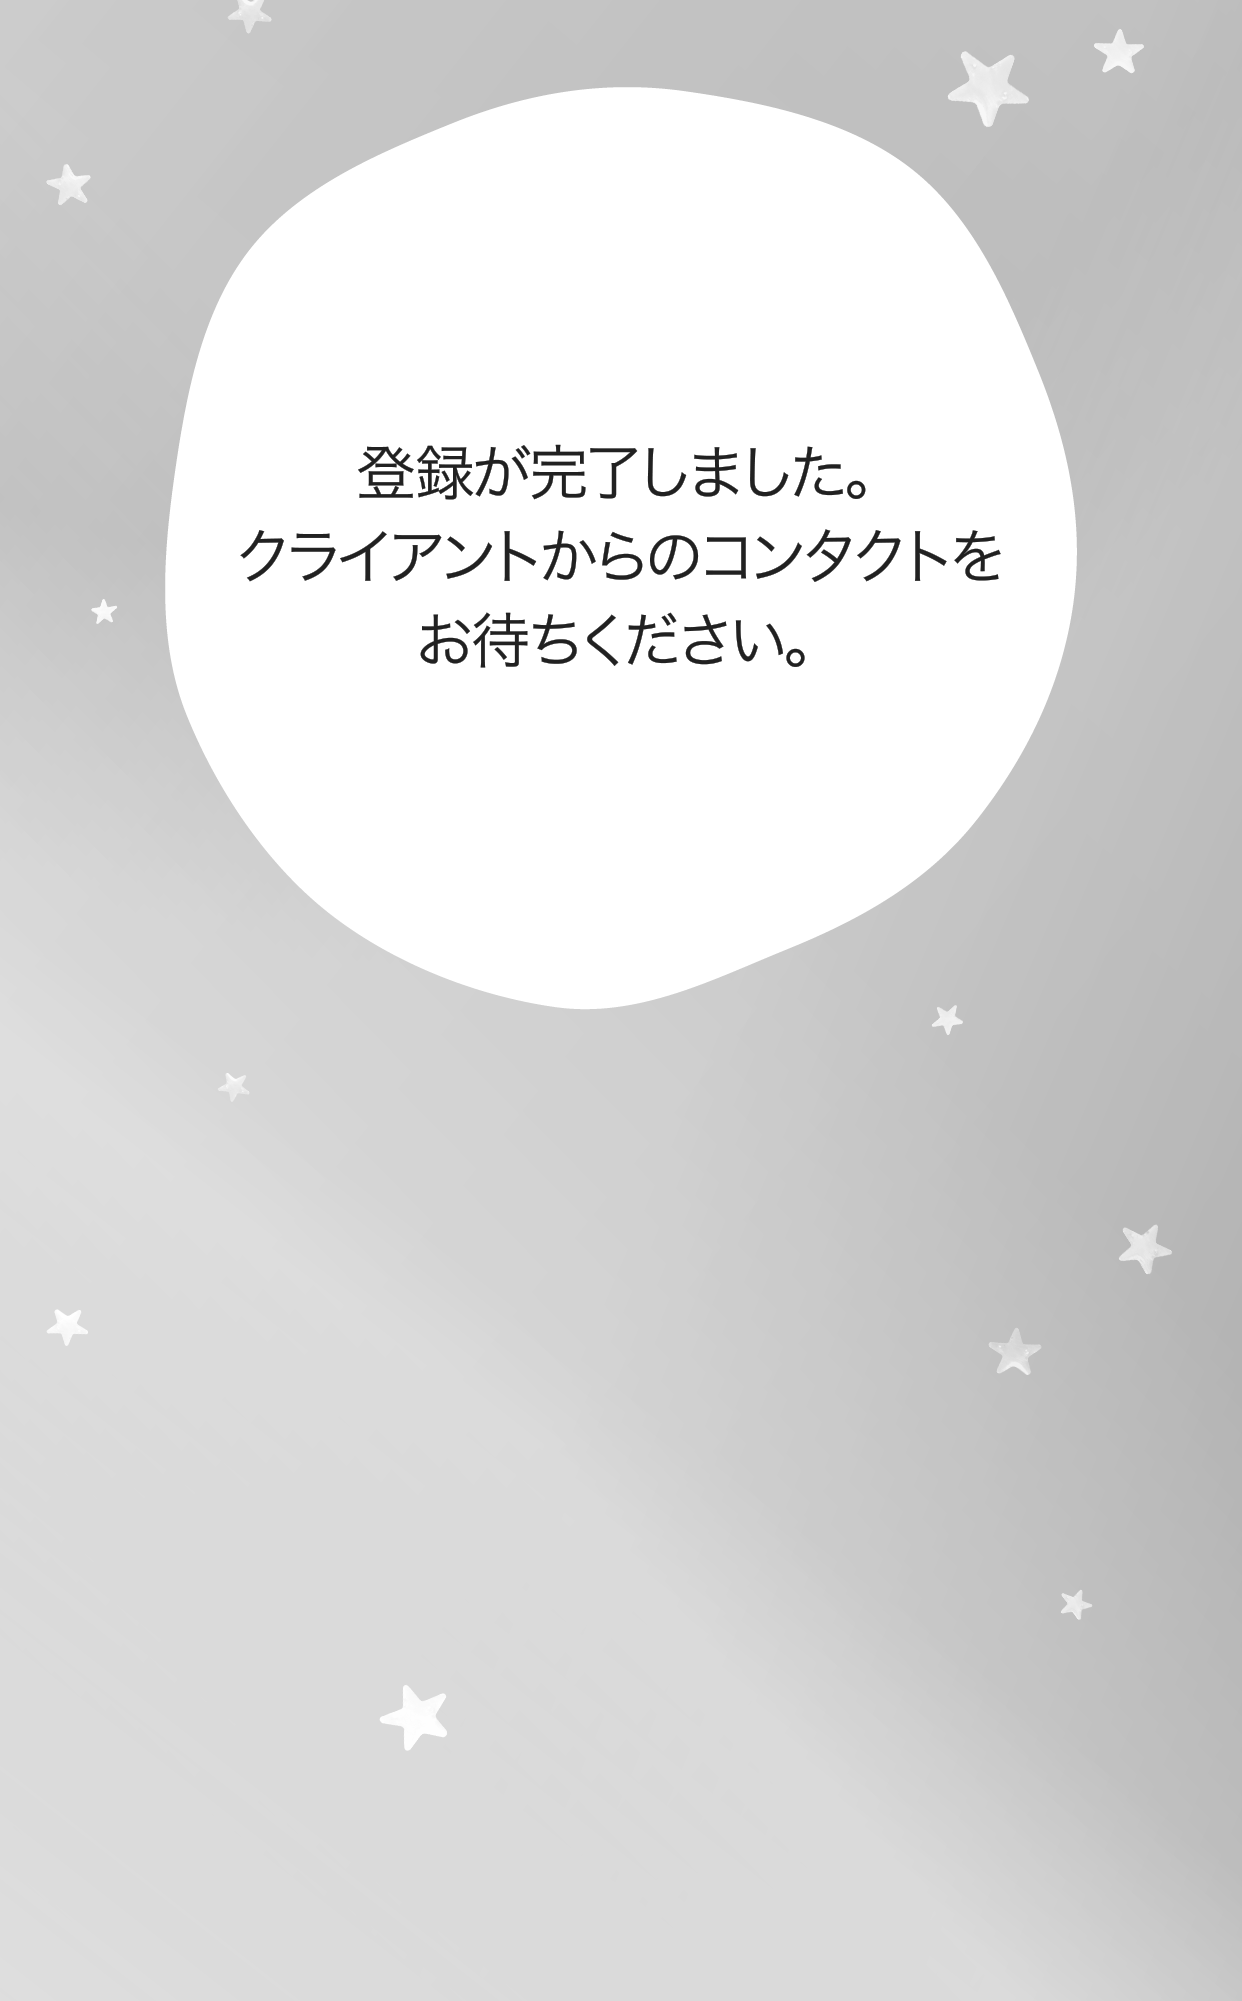 登録が完了しました。
クライアントからのコンタクトを
お待ちください。